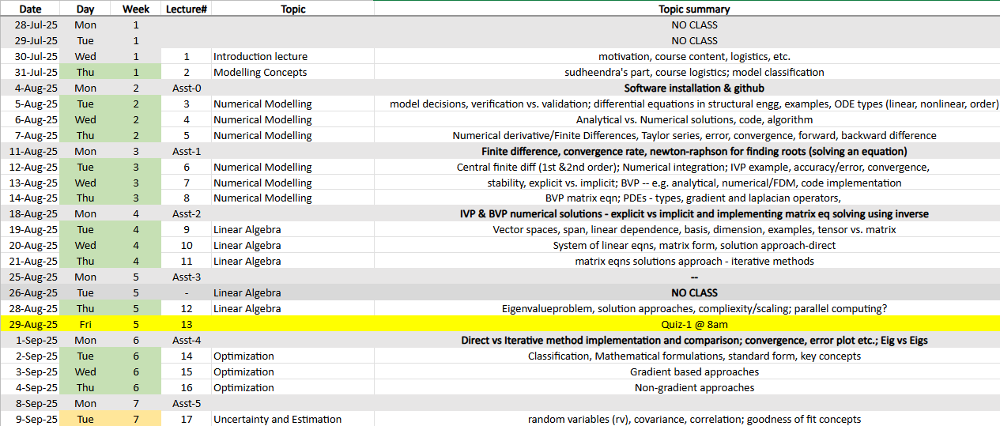 Date Day Week Lecture# Topic Topic summary
28-Jul-25 Mon 1 NO CLASS
29-Jul-25 Tue 1 NO CLASS
30-Jul-25 Wed 1 1 Introduction lecture motivation, course content, logistics, etc.
31-Jul-25 Thu 1 2 Modelling Concepts sudheendra's part, course logistics; model classification
4-Aug-25 Mon 2 Asst-0 Software installation & github
5-Aug-25 Tue 2 3 Numerical Modelling model decisions, verification vs. validation; differential equations in structural engg, examples, ODE types (linear, nonlinear, order)
6-Aug-25 Wed 2 4 Numerical Modelling Analytical vs. Numerical solutions, code, algorithm
7-Aug-25 Thu 2 5 Numerical Modelling Numerical derivative/Finite Differences, Taylor series, error, convergence, forward, backward difference
11-Aug-25 Mon 3 Asst-1 Finite difference, convergence rate, newton-raphson for finding roots (solving an equation)
12-Aug-25 Tue 3 6 Numerical Modelling Central finite diff (1st &2nd order); Numerical integration; IVP example, accuracy/error, convergence,
13-Aug-25 Wed 3 7 Numerical Modelling stability, explicit vs. implicit; BVP -- e.g. analytical, numerical/FDM, code implementation
14-Aug-25 Thu 3 8 Numerical Modelling BVP matrix eqn; PDEs - types, gradient and laplacian operators,
18-Aug-25 Mon 4 Asst-2 IVP & BVP numerical solutions - explicit vs implicit and implementing matrix eq solving using inverse
19-Aug-25 Tue 4 9 Linear Algebra Vector spaces, span, linear dependence, basis, dimension, examples, tensor vs. matrix
20-Aug-25 Wed 4 10 Linear Algebra System of linear eqns, matrix form, solution approach-direct
21-Aug-25 Thu 4 11 Linear Algebra matrix eqns solutions approach - iterative methods
25-Aug-25 Mon 5 Asst-3 --
26-Aug-25 Tue 5 - Linear Algebra NO CLASS
28-Aug-25 Thu 5 12 Linear Algebra Eigenvalueproblem, solution approaches, compliexity/scaling; parallel computing?
29-Aug-25 Fri 5 13 Quiz-1 @ 8am
1-Sep-25 Mon 6 Asst-4 Direct vs Iterative method implementation and comparison; convergence, error plot etc.; Eig vs Eigs
2-Sep-25 Tue 6 14 Optimization Classification, Mathematical formulations, standard form, key concepts
3-Sep-25 Wed 6 15 Optimization Gradient based approaches
4-Sep-25 Thu 6 16 Optimization Non-gradient approaches
8-Sep-25 Mon 7 Asst-5
9-Sep-25 Tue 7 17 Uncertainty and Estimation random variables (rv), covariance, correlation; goodness of fit concepts